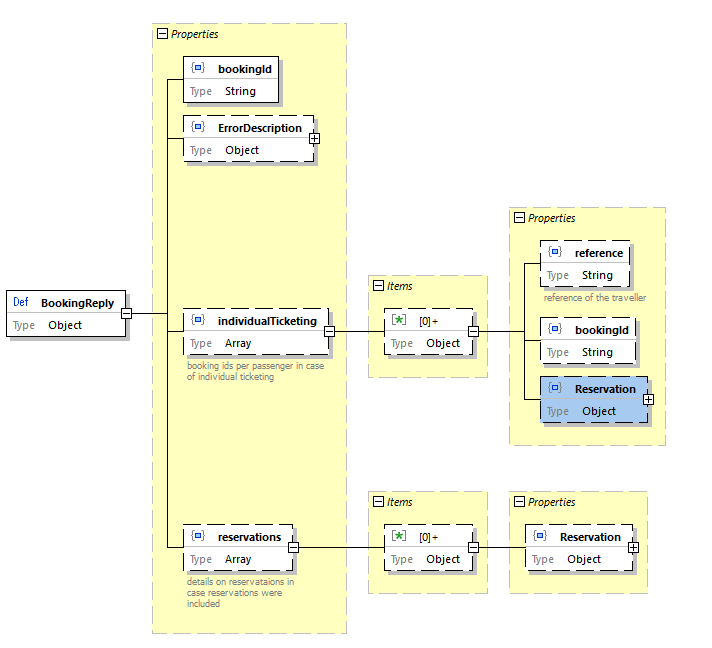 Properties
bookingId
Type String
ErrorDescription
Type Object
Properties
reference
Type String
reference of the traveller
Items
Def BookingReply
Type Object
individualTicketing
Type Array
booking ids per passenger in case
of individual ticketing
[0]+
Type Object
bookingId
Type String
Reservation
Type Object
Items
Properties
reservations
Type Array
details on reservataions in
case reservations were
included
[0]+
Type Object
Reservation
Type Object